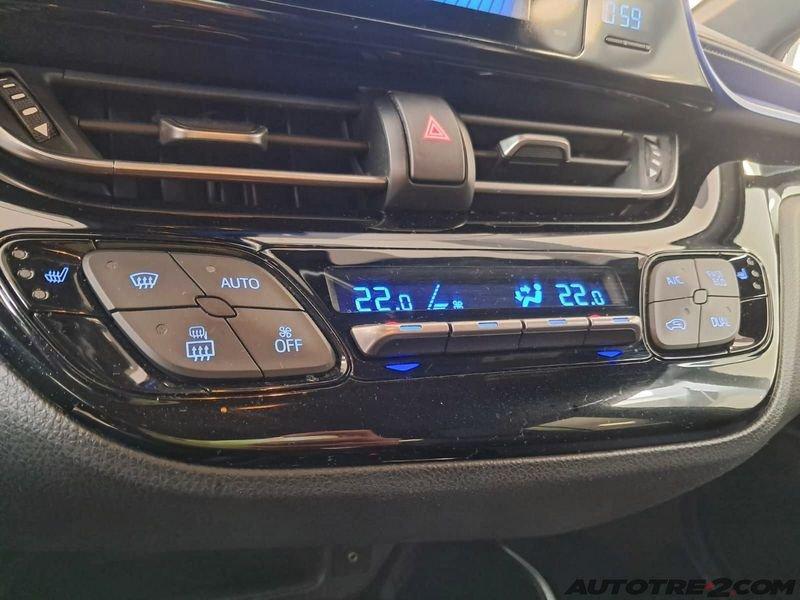 0:59
AUTO
OFF
22.0
22.0
A/C
DUAL
AUTOTRE2.COM